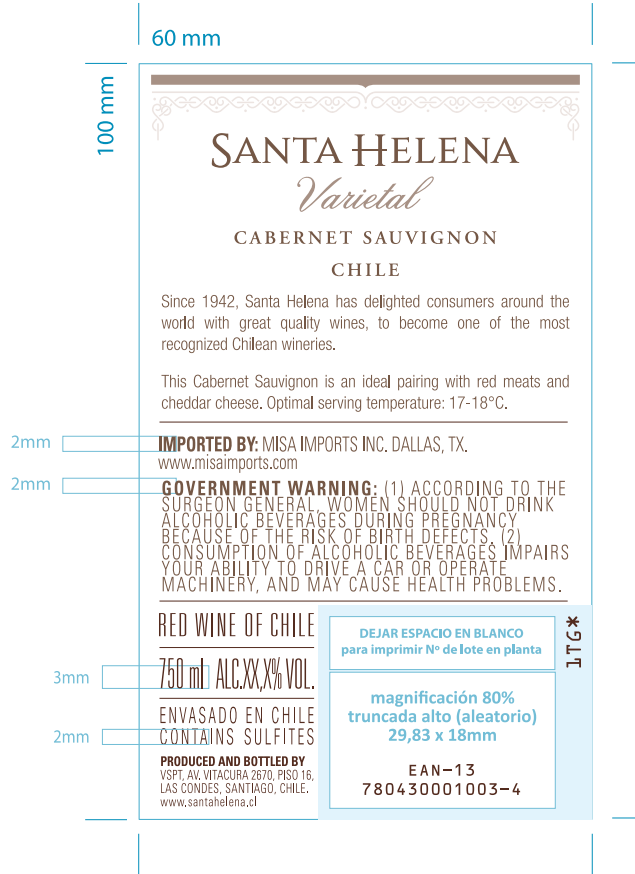 60 mm
100 mm
SANTA HELENA
Varietal
CABERNET SAUVIGNON
CHILE
Since 1942, Santa Helena has delighted consumers around the
world with great quality wines, to become one of the most
recognized Chilean wineries.
This Cabernet Sauvignon is an ideal pairing with red meats and
cheddar cheese. Optimal serving temperature: 17-18°C.
2mm
IMPORTED BY: MISA IMPORTS INC. DALLAS, TX.
www.misaimports.com
2mm
GOVERNMENT WARNING: (1) ACCORDING TO THE
SURGEON GENERAL, WOMEN SHOULD NOT DRINK
ALCOHOLIC BEVERAGES DURING PREGNANCY
BECAUSE OF THE RISK OF BIRTH DEFECTS. (2)
CONSUMPTION OF ALCOHOLIC BEVERAGES IMPAIRS
YOUR ABILITY TO DRIVE A CAR OR OPERATE
MACHINERY, AND MAY CAUSE HEALTH PROBLEMS.
RED WINE OF CHILE
3mm
750 ml ALC.XX,X% VOL.
ENVASADO EN CHILE
2mm
CONTAINS SULFITES
PRODUCED AND BOTTLED BY
VSPT, AV. VITACURA 2670, PISO 16,
LAS CONDES, SANTIAGO, CHILE.
www.santahelena.cl
DEJAR ESPACIO EN BLANCO
para imprimir Nº de lote en planta
LTG*
magnificación 80%
truncada alto (aleatorio)
29,83 x 18mm
EAN-13
780430001003-4